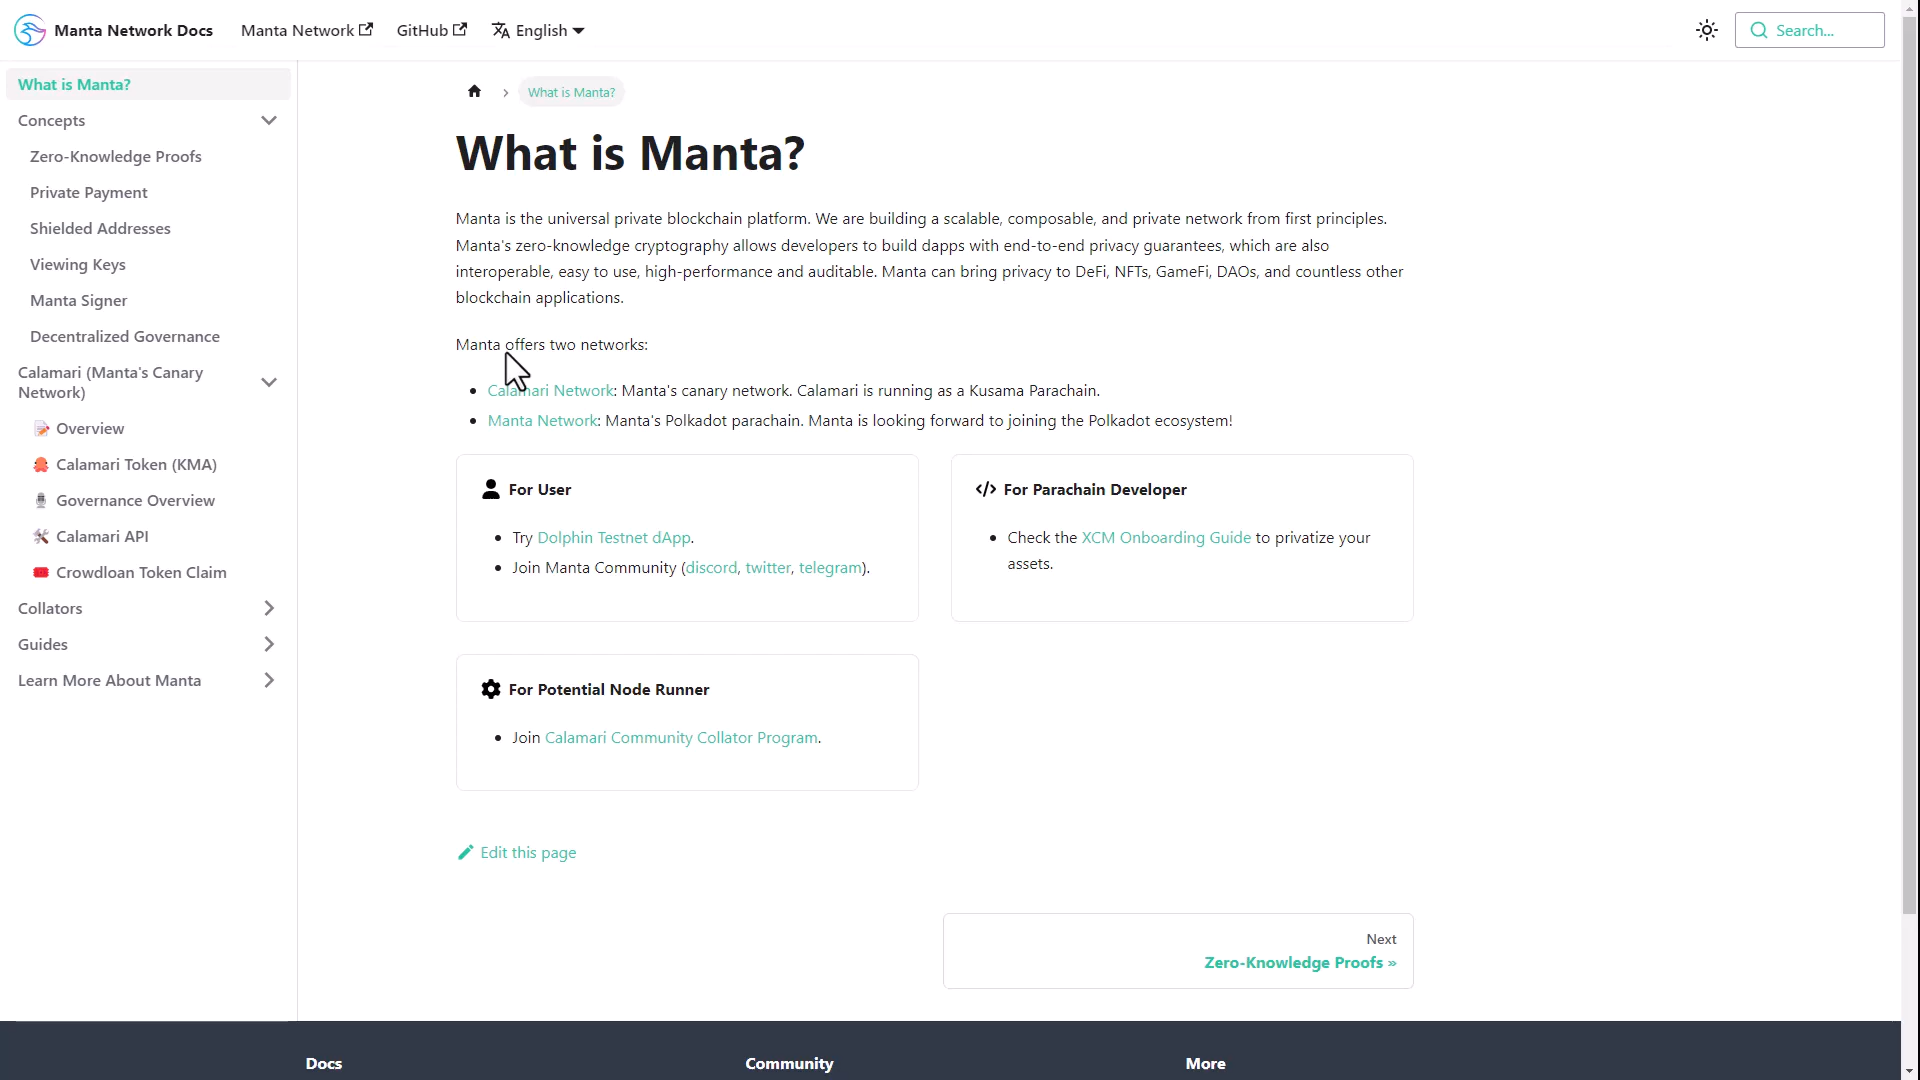 Manta Network Docs
Manta Network
GitHub
English
Search...
What is Manta?
Concepts
Zero-Knowledge Proofs
Private Payment
Shielded Addresses
Viewing Keys
Manta Signer
Decentralized Governance
Calamari (Manta's Canary
Network)
Overview
Calamari Token (KMA)
Governance Overview
Calamari API
Crowdloan Token Claim
Collators
Guides
Learn More About Manta
What is Manta?
What is Manta?
Manta is the universal private blockchain platform. We are building a scalable, composable, and private network from first principles.
Manta's zero-knowledge cryptography allows developers to build dapps with end-to-end privacy guarantees, which are also
interoperable, easy to use, high-performance and auditable. Manta can bring privacy to DeFi, NFTs, GameFi, DAOs, and countless other
blockchain applications.
Manta offers two networks:
Calamari Network: Manta's canary network. Calamari is running as a Kusama Parachain.
Manta Network: Manta's Polkadot parachain. Manta is looking forward to joining the Polkadot ecosystem!
For User
Try Dolphin Testnet dApp.
Join Manta Community (discord, twitter, telegram).
</> For Parachain Developer
Check the XCM Onboarding Guide to privatize your
assets.
For Potential Node Runner
Join Calamari Community Collator Program.
Edit this page
Next
Zero-Knowledge Proofs »
Docs
Community
More